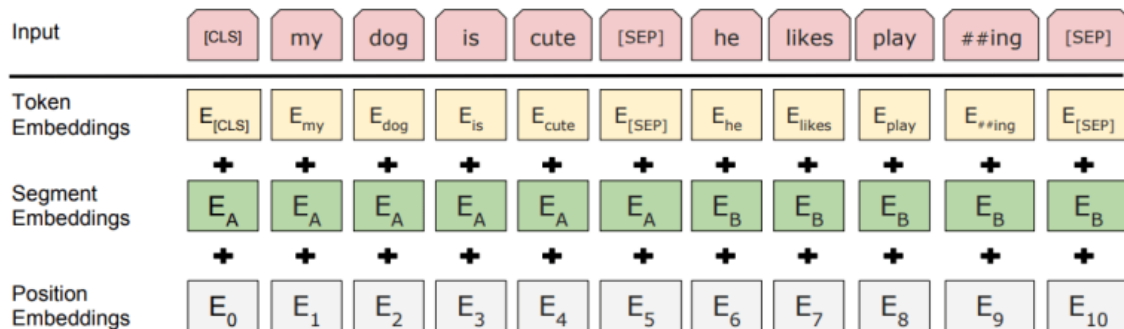 Input [CLS] my dog is cute [SEP] he likes play ##ing [SEP]
Token
Embeddings E[CLS] Emy Edog Eis Ecute E[SEP] Ehe Elikes Eplay E##ing E[SEP]
+ + + + + + + + + + +
Segment
Embeddings EA EA EA EA EA EA EB EB EB EB EB
+ + + + + + + + + + +
Position
Embeddings E0 E1 E2 E3 E4 E5 E6 E7 E8 E9 E10